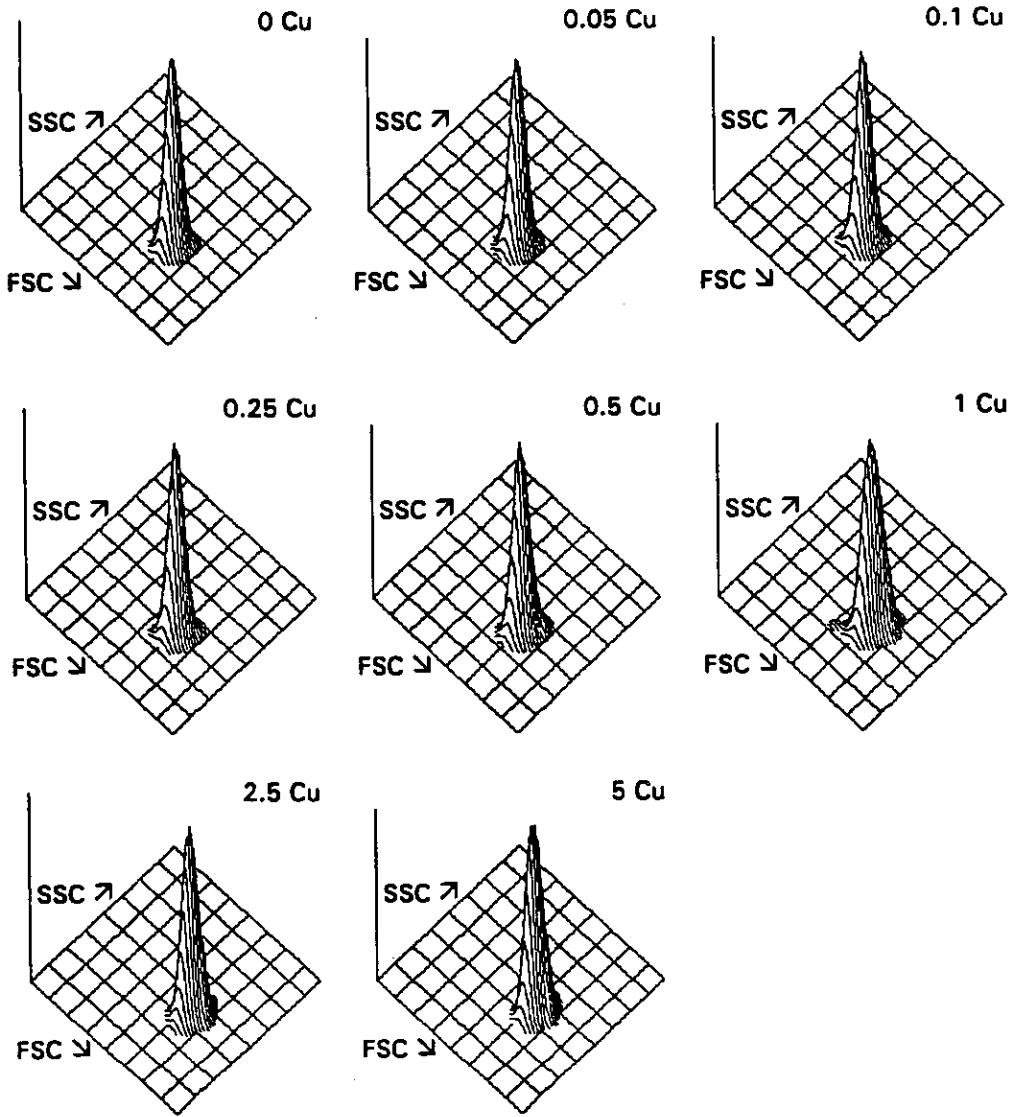 0 Cu
SSC ↗
FSC ↘
0.05 Cu
SSC ↗
FSC ↘
0.1 Cu
SSC ↗
FSC ↘
0.25 Cu
SSC ↗
FSC ↘
0.5 Cu
SSC ↗
FSC ↘
1 Cu
SSC ↗
FSC ↘
2.5 Cu
SSC ↗
FSC ↘
5 Cu
SSC ↗
FSC ↘